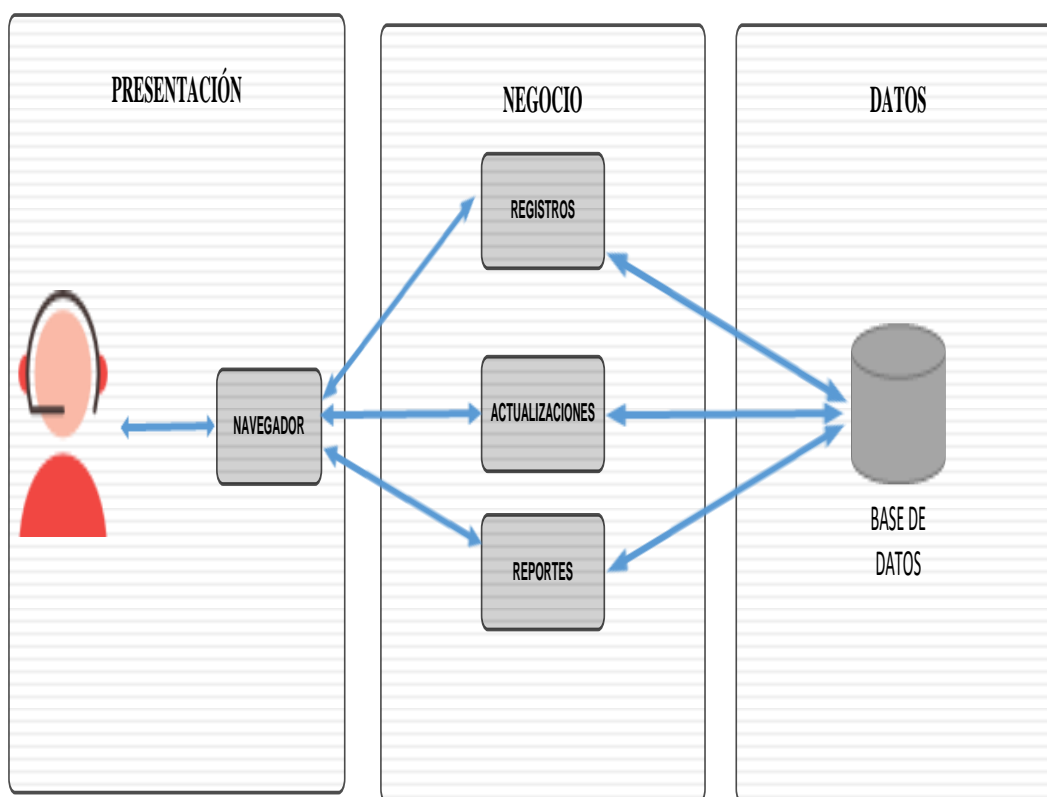 PRESENTACIÓN
NEGOCIO
DATOS
REGISTROS
NAVEGADOR
ACTUALIZACIONES
REPORTES
BASE DE
DATOS